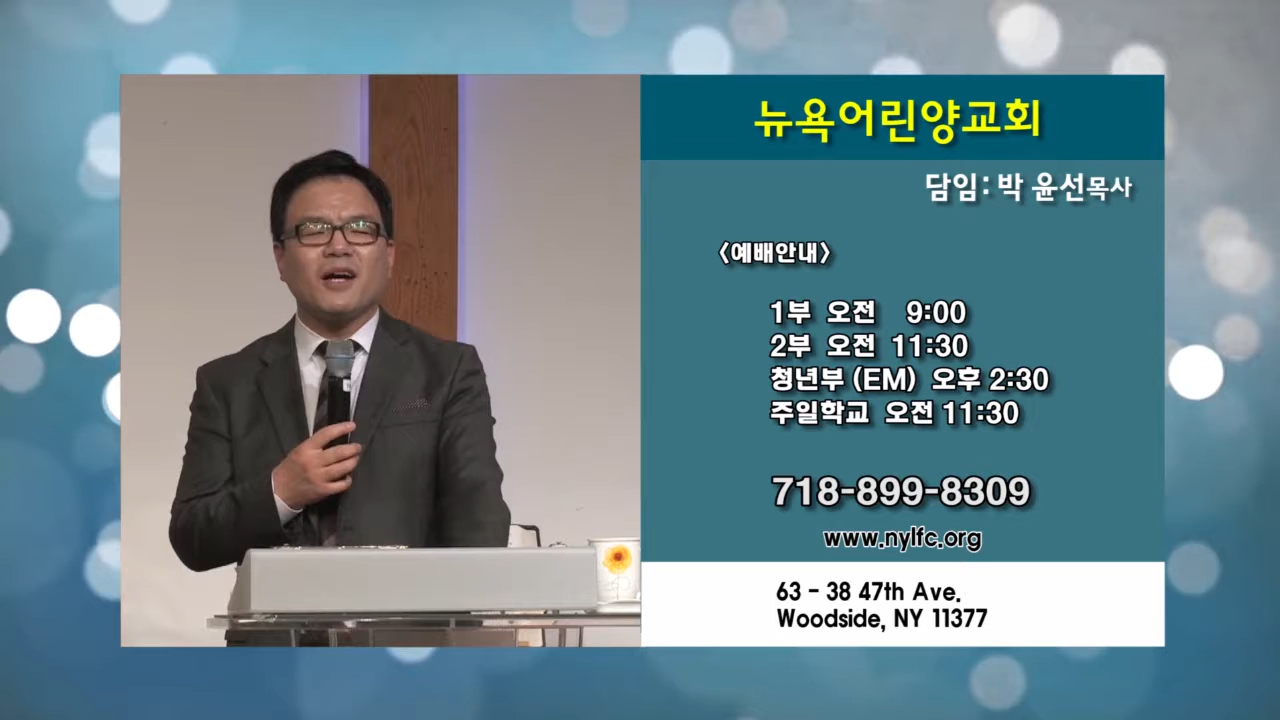 뉴욕어린양교회
담임: 박 윤선목사
<예배안내>
1부 오전 9:00
2부 오전 11:30
청년부 (EM) 오후 2:30
주일학교 오전 11:30
718-899-8309
www.nylfc.org
63 - 38 47th Ave.
Woodside, NY 11377